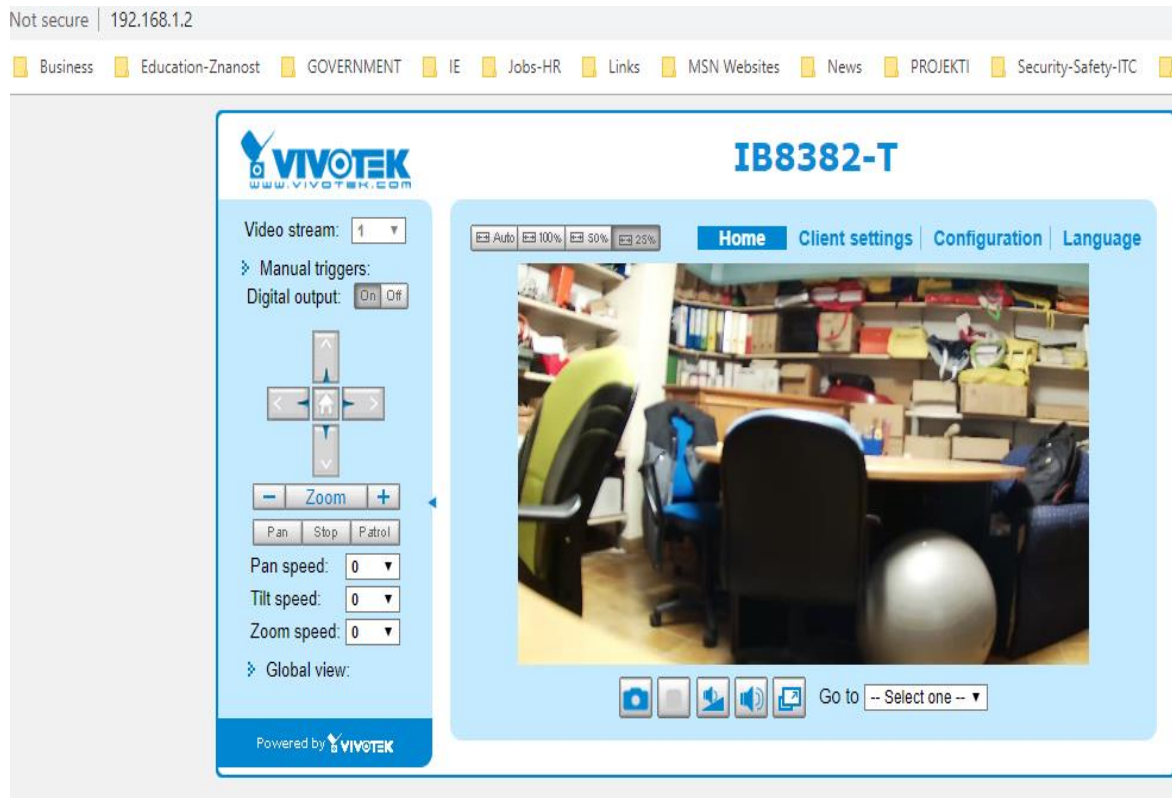 Not secure | 192.168.1.2
Business Education-Znanost GOVERNMENT IE Jobs-HR Links MSN Websites News PROJEKTI Security-Safety-ITC
VIVOTEK
www.vivotek.com
IB8382-T
Video stream: 1
Manual triggers:
Digital output: On Off
Zoom
Pan Stop Patrol
Pan speed: 0
Tilt speed: 0
Zoom speed: 0
Global view:
Powered by VIVOTEK
Auto 100% 50% 25%
Home Client settings Configuration Language
Go to -- Select one --